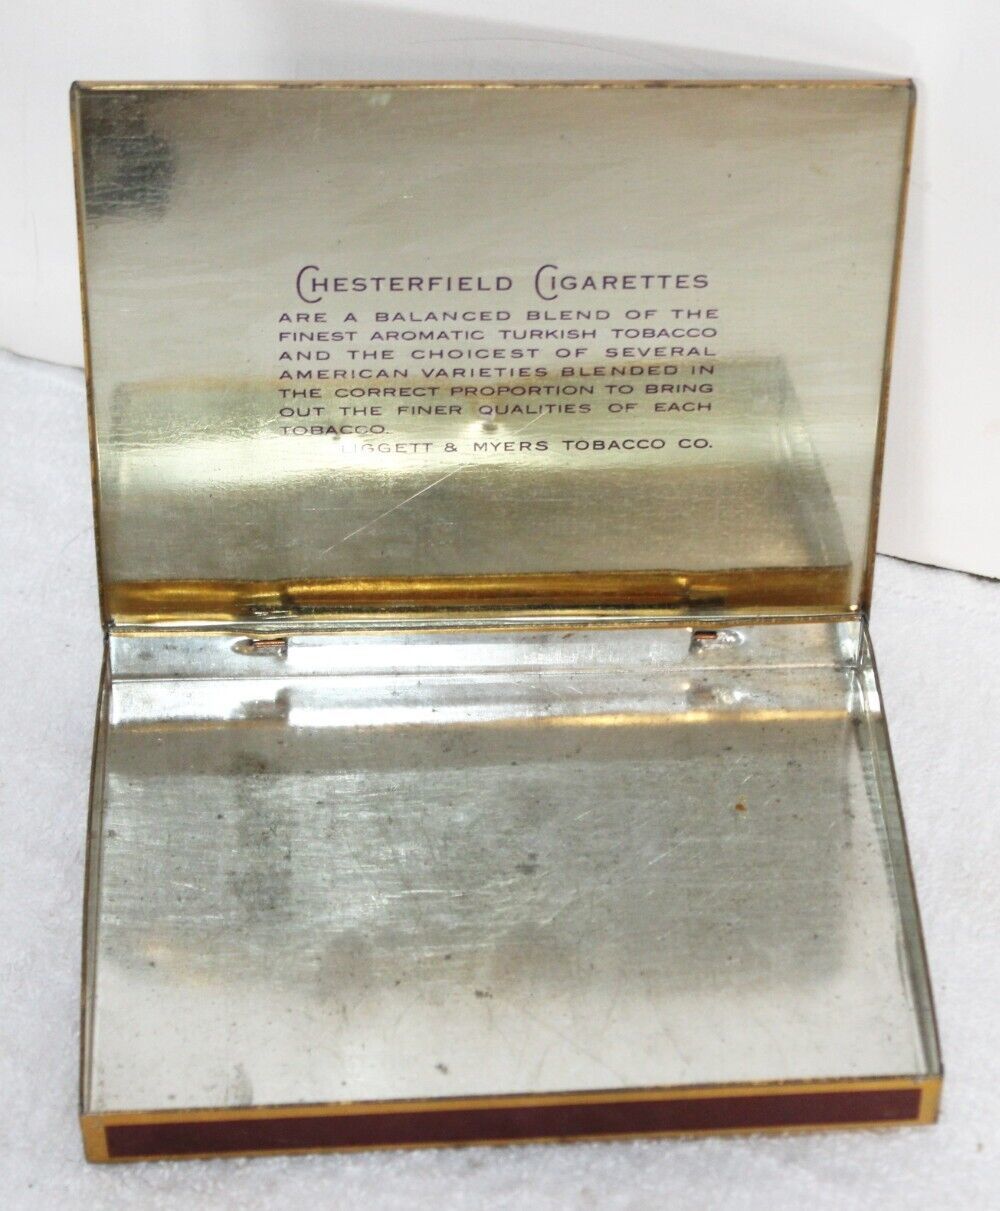 CHESTERFIELD CIGARETTES
ARE A BALANCED BLEND OF THE
FINEST AROMATIC TURKISH TOBACCO
AND THE CHOICEST OF SEVERAL
AMERICAN VARIETIES BLENDED IN
THE CORRECT PROPORTION TO BRING
OUT THE FINER QUALITIES OF EACH
TOBACCO.
LIGGETT & MYERS TOBACCO CO.